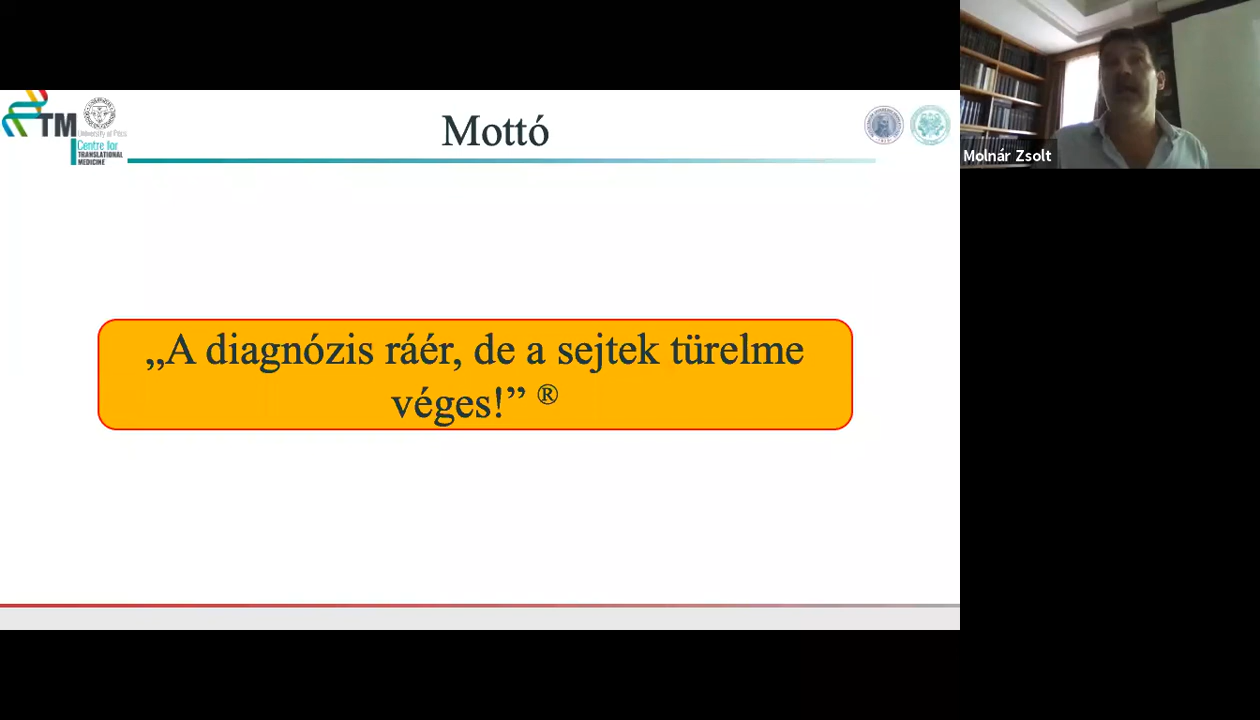 TM
University of Pécs
Centre for
TRANSLATIONAL
MEDICINE
Mottó
„A diagnózis ráér, de a sejtek türelme
véges!” ®
Molnár Zsolt